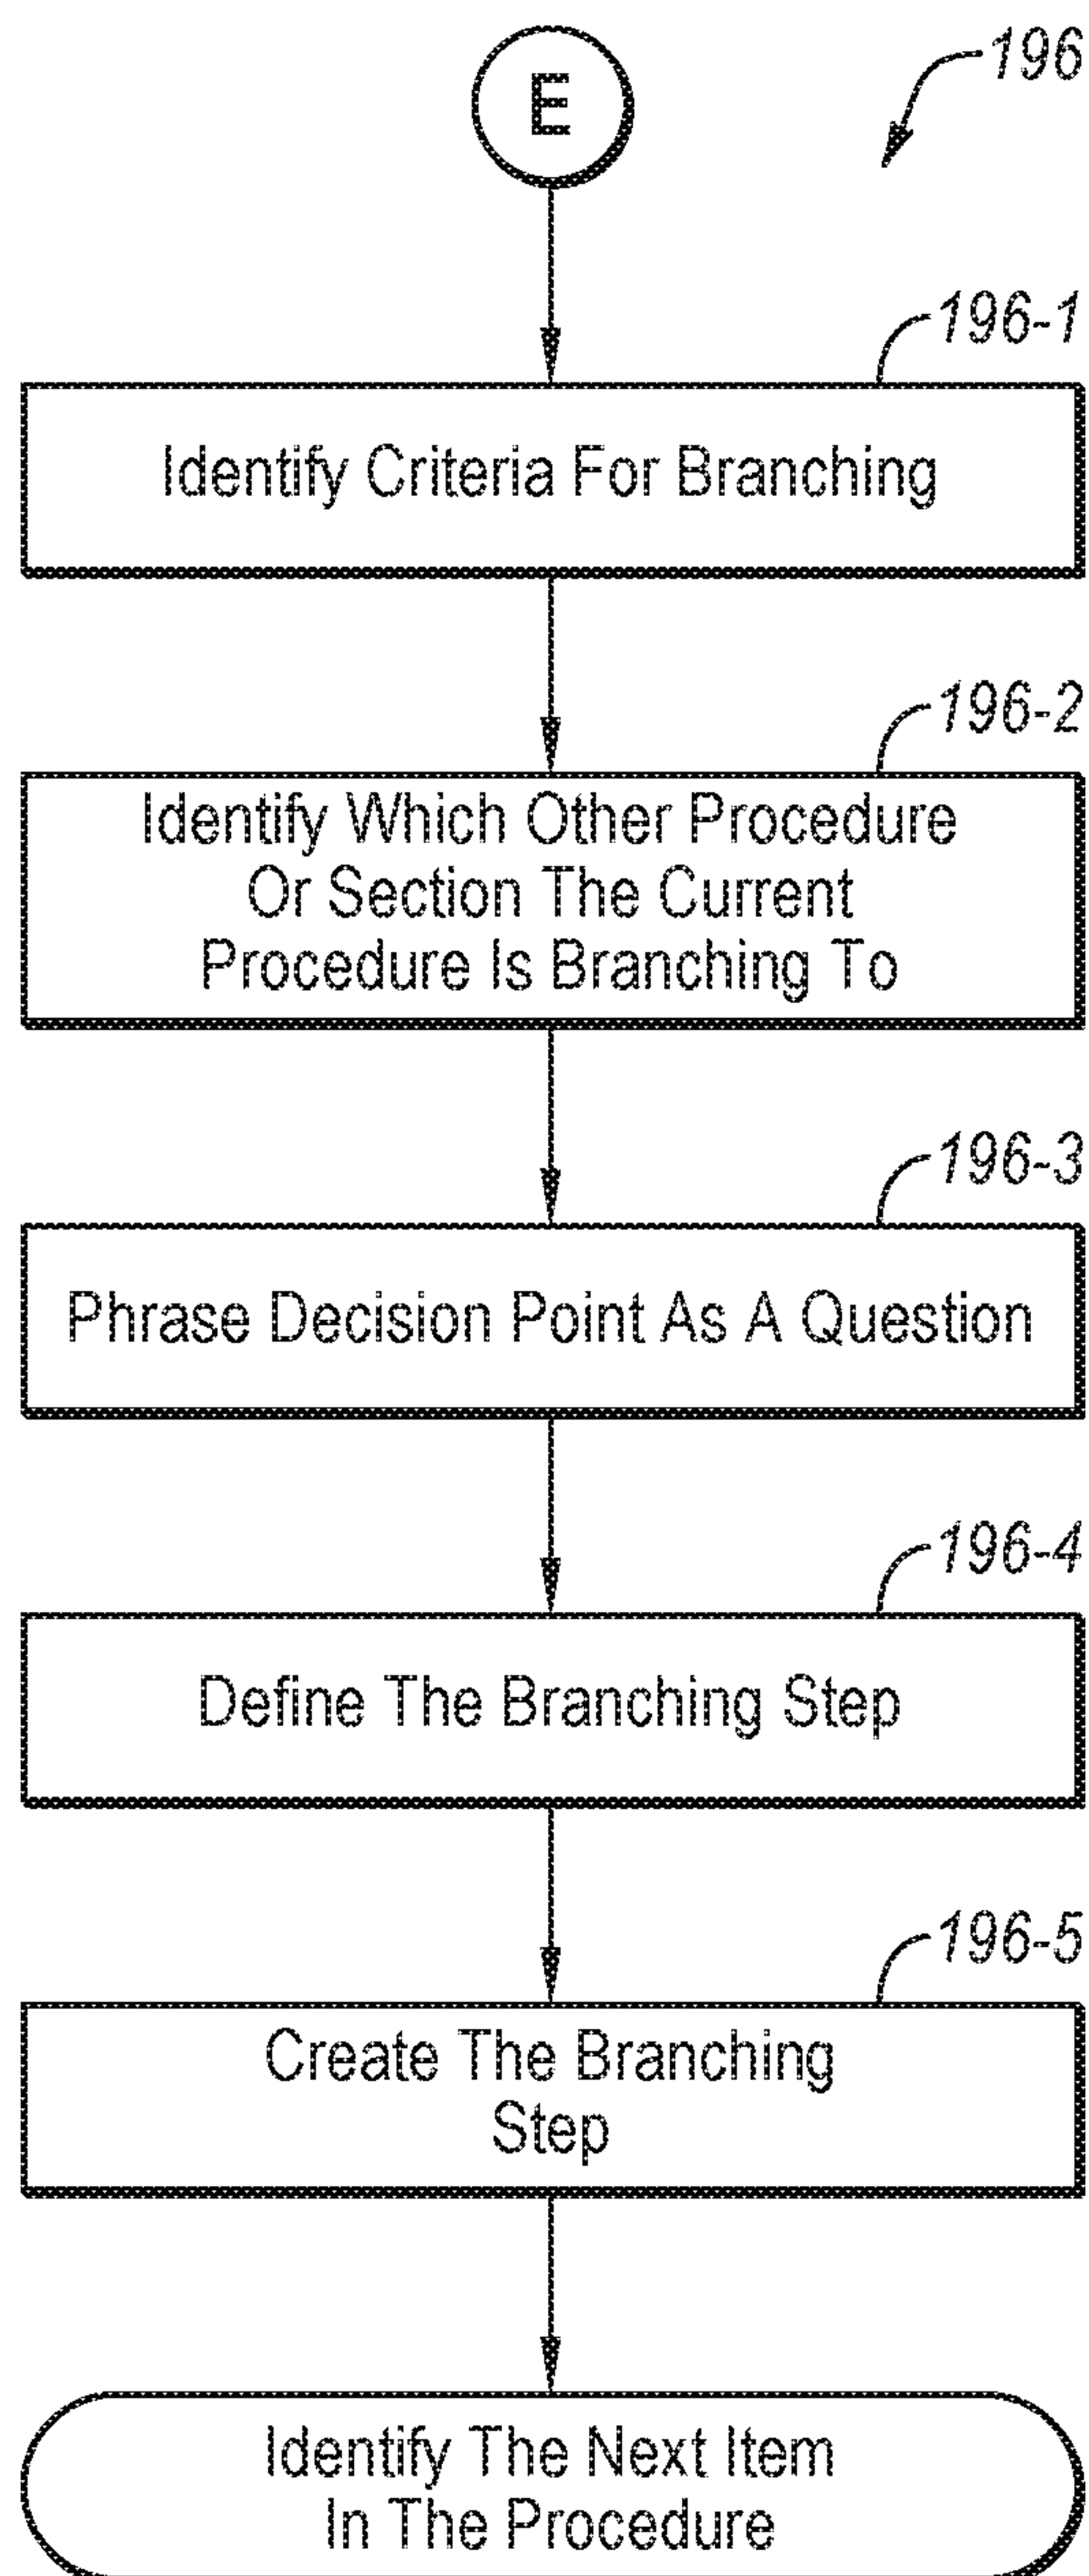 E
196
196-1
Identify Criteria For Branching
196-2
Identify Which Other Procedure
Or Section The Current
Procedure Is Branching To
196-3
Phrase Decision Point As A Question
196-4
Define The Branching Step
196-5
Create The Branching
Step
Identify The Next Item
In The Procedure